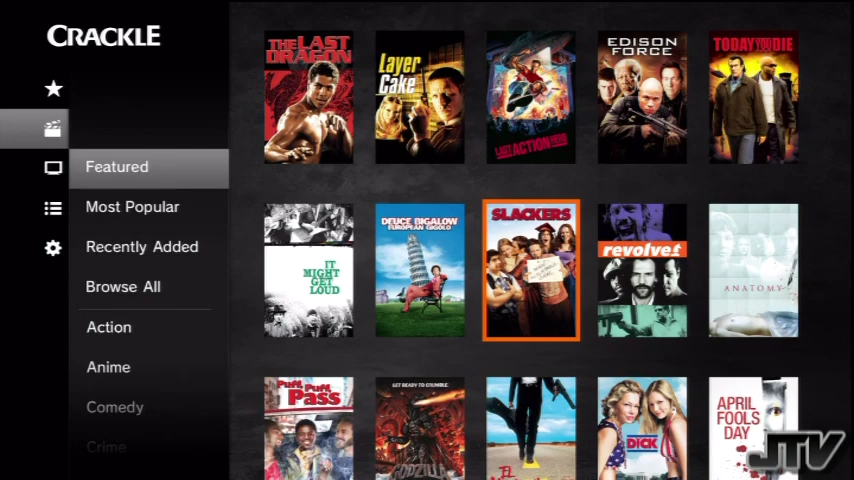 CRACKLE
Featured
Most Popular
Recently Added
Browse All
Action
Anime
Comedy
Crime
THE LAST
DRAGON
Layer
Cake
LAST ACTION HERO
EDISON
FORCE
TODAY YOU DIE
IT
MIGHT
GET
LOUD
DEUCE BIGALOW
EUROPEAN GIGOLO
SLACKERS
revolver
ANATOMY
Puff, Puff,
Pass
GET READY TO CRUMBLE.
GODZILLA
EL
DICK
APRIL
FOOLS
DAY
JTV